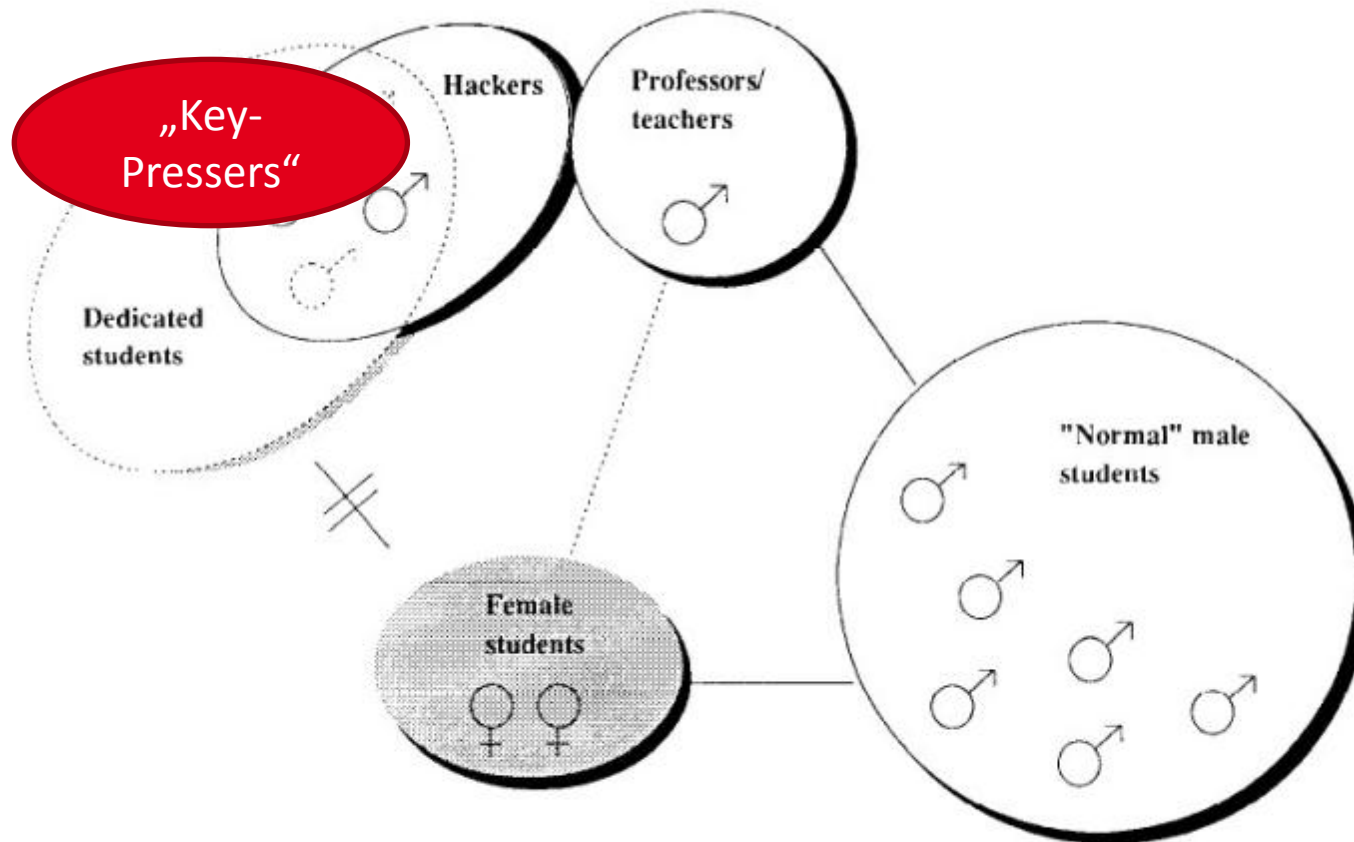 „Key-
Pressers“
Hackers
Professors/
teachers
Dedicated
students
"Normal" male
students
Female
students